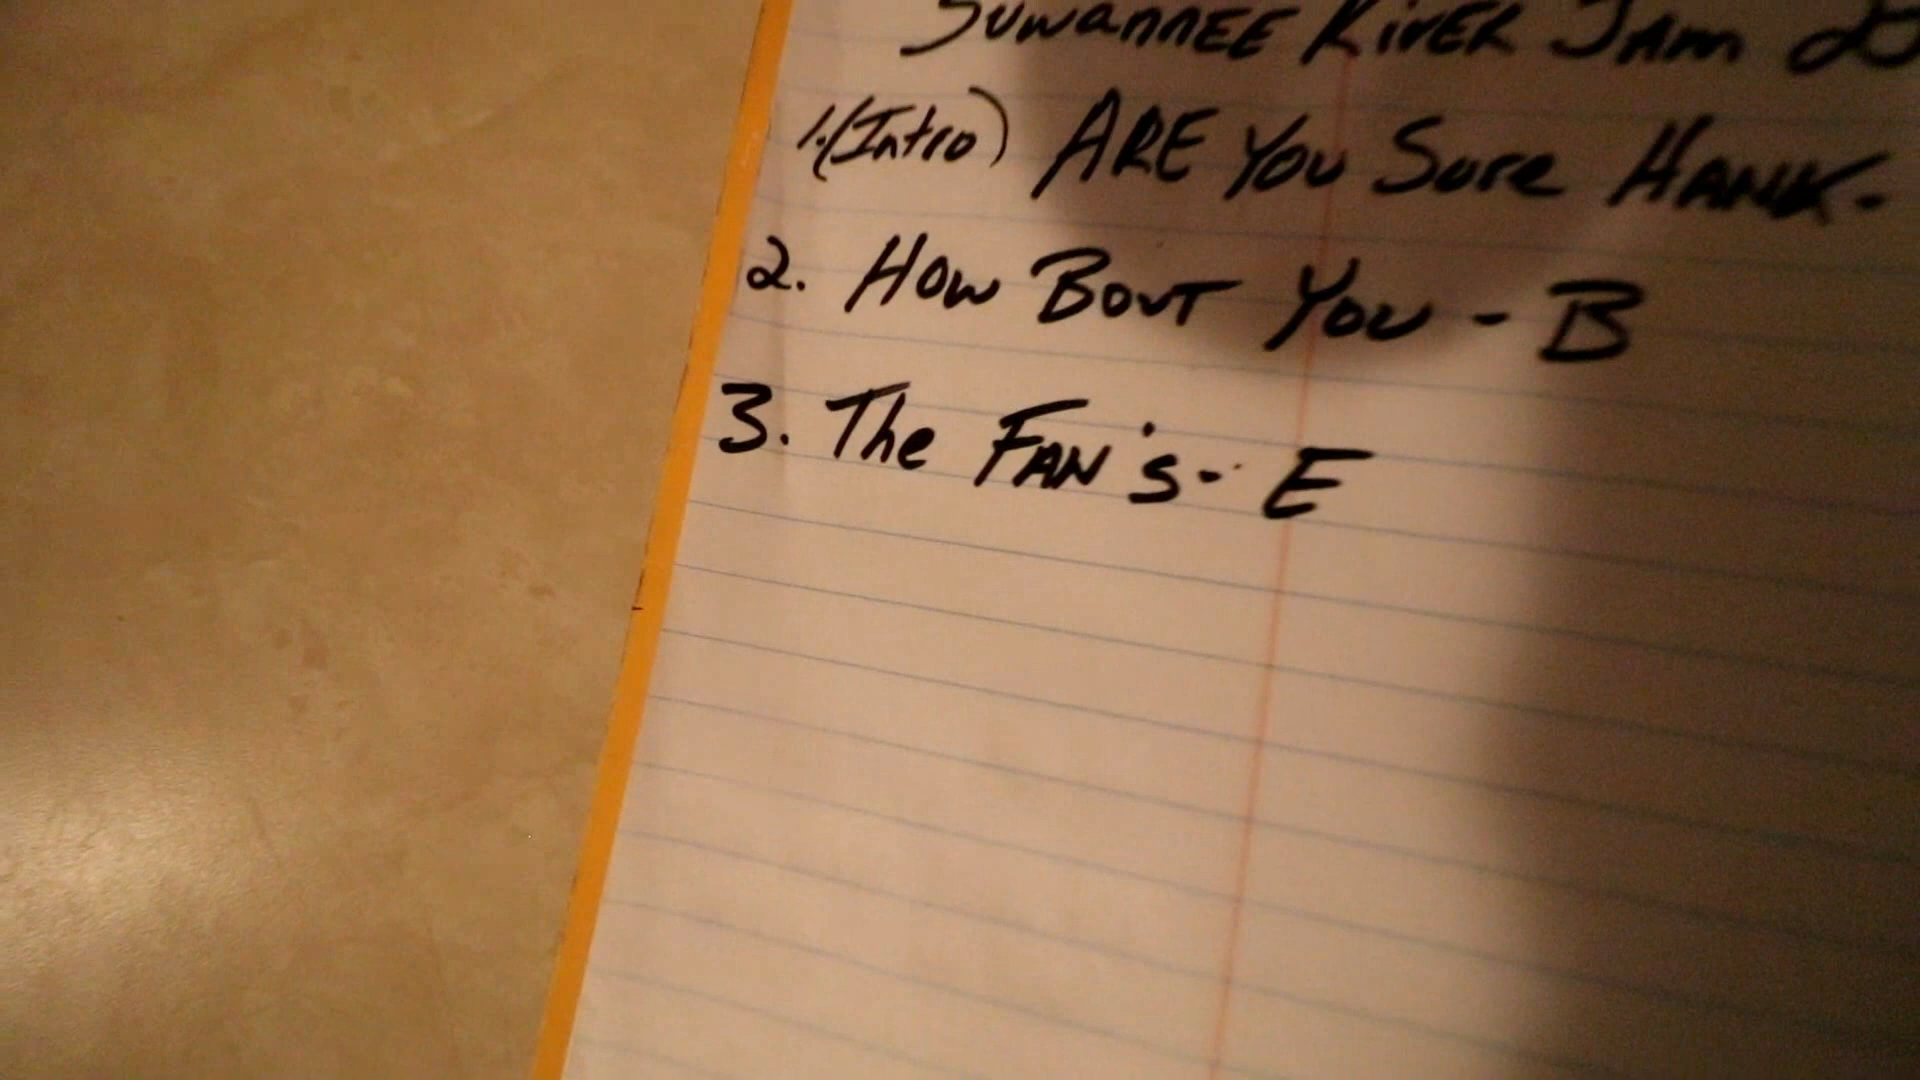 Suwannee River Jam
1.(Intro) ARE You Sure HANK-
2. How Bout You - B
3. The FAN's- E